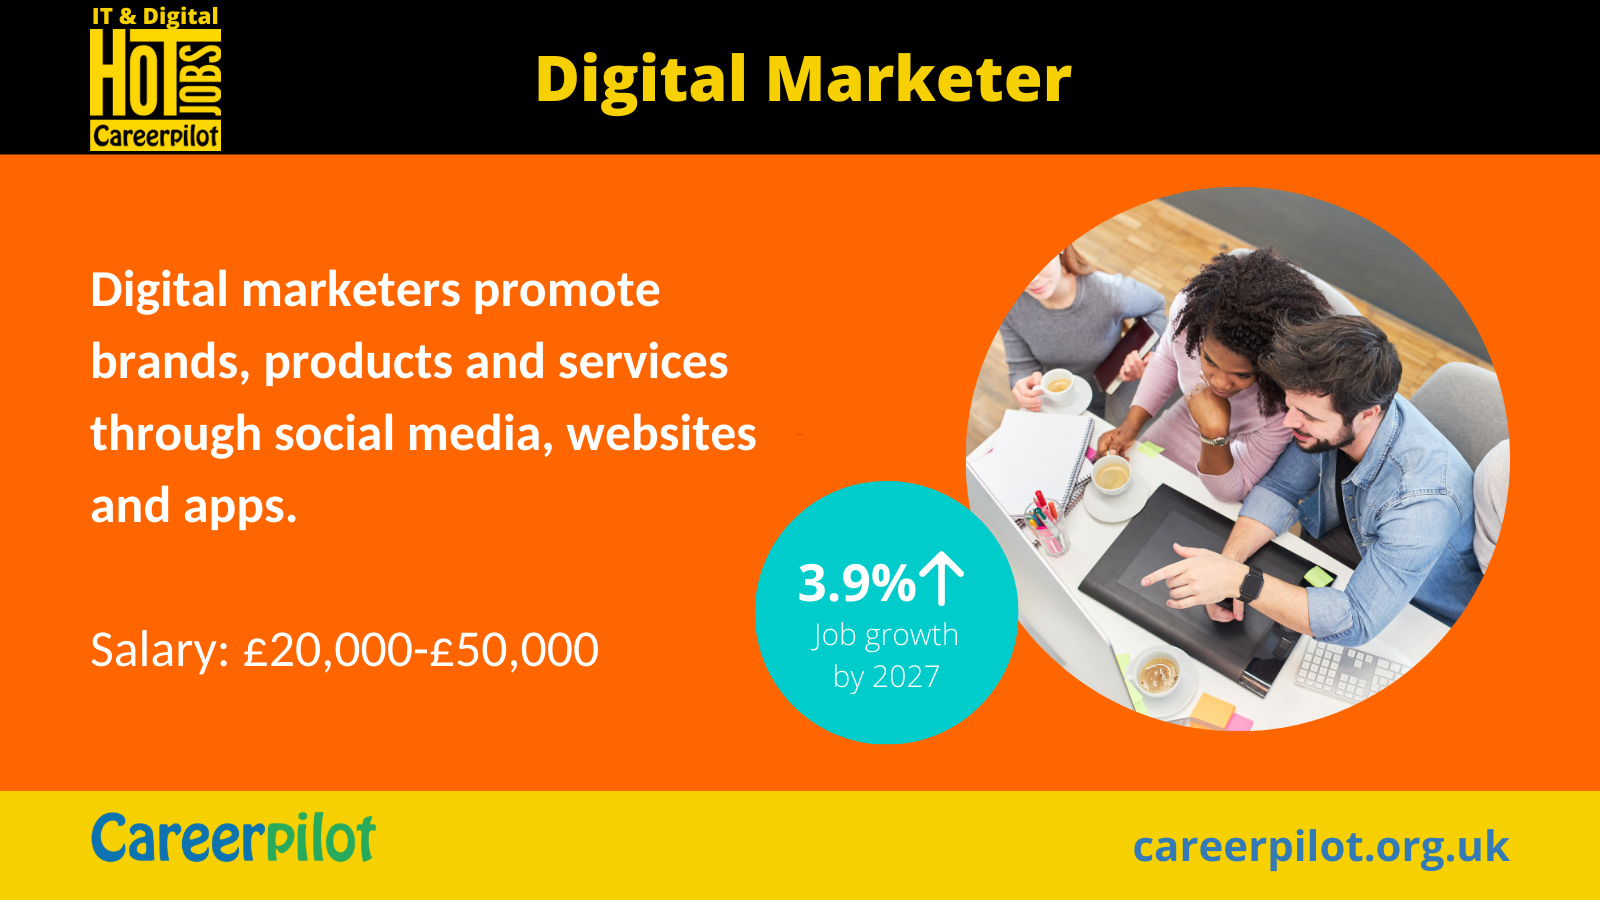 IT & Digital
HOT JOBS
Careerpilot
Digital Marketer
Digital marketers promote
brands, products and services
through social media, websites
and apps.
Salary: £20,000-£50,000
3.9%↑
Job growth
by 2027
Careerpilot
careerpilot.org.uk